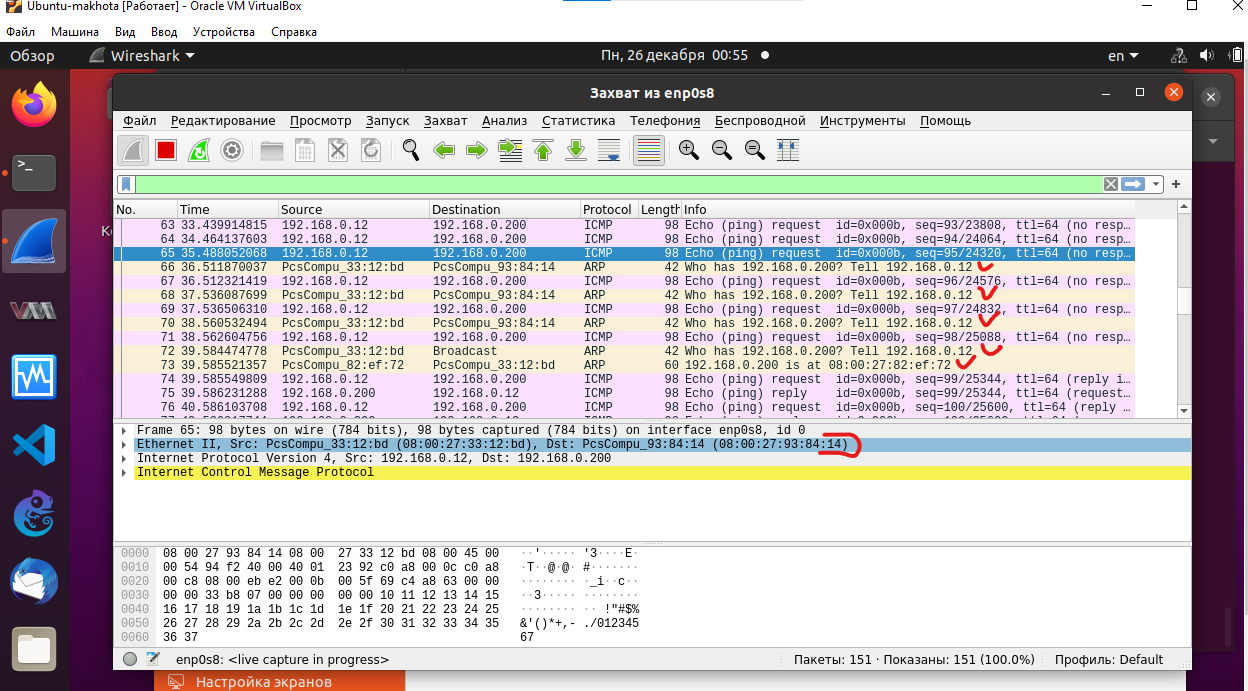 Ubuntu-makhota [Работает] - Oracle VM VirtualBox
Файл Машина Вид Ввод Устройства Справка
Обзор Wireshark Пн, 26 декабря 00:55 en
Захват из enp0s8
Файл Редактирование Просмотр Запуск Захват Анализ Статистика Телефония Беспроводной Инструменты Помощь
No. Time Source Destination Protocol Length Info
63 33.439914815 192.168.0.12 192.168.0.200 ICMP 98 Echo (ping) request id=0x000b, seq=93/23808, ttl=64 (no resp…
64 34.464137603 192.168.0.12 192.168.0.200 ICMP 98 Echo (ping) request id=0x000b, seq=94/24064, ttl=64 (no resp…
65 35.488052068 192.168.0.12 192.168.0.200 ICMP 98 Echo (ping) request id=0x000b, seq=95/24320, ttl=64 (no resp…
66 36.511870037 PcsCompu_33:12:bd PcsCompu_93:84:14 ARP 42 Who has 192.168.0.200? Tell 192.168.0.12
67 36.512321419 192.168.0.12 192.168.0.200 ICMP 98 Echo (ping) request id=0x000b, seq=96/24576, ttl=64 (no resp…
68 37.536087699 PcsCompu_33:12:bd PcsCompu_93:84:14 ARP 42 Who has 192.168.0.200? Tell 192.168.0.12
69 37.536506310 192.168.0.12 192.168.0.200 ICMP 98 Echo (ping) request id=0x000b, seq=97/24832, ttl=64 (no resp…
70 38.560532494 PcsCompu_33:12:bd PcsCompu_93:84:14 ARP 42 Who has 192.168.0.200? Tell 192.168.0.12
71 38.562604756 192.168.0.12 192.168.0.200 ICMP 98 Echo (ping) request id=0x000b, seq=98/25088, ttl=64 (no resp…
72 39.584474778 PcsCompu_33:12:bd Broadcast ARP 42 Who has 192.168.0.200? Tell 192.168.0.12
73 39.585521357 PcsCompu_82:ef:72 PcsCompu_33:12:bd ARP 60 192.168.0.200 is at 08:00:27:82:ef:72
74 39.585549809 192.168.0.12 192.168.0.200 ICMP 98 Echo (ping) request id=0x000b, seq=99/25344, ttl=64 (reply i…
75 39.586231288 192.168.0.200 192.168.0.12 ICMP 98 Echo (ping) reply id=0x000b, seq=99/25344, ttl=64 (request…
76 40.586103708 192.168.0.12 192.168.0.200 ICMP 98 Echo (ping) request id=0x000b, seq=100/25600, ttl=64 (reply …
Frame 65: 98 bytes on wire (784 bits), 98 bytes captured (784 bits) on interface enp0s8, id 0
Ethernet II, Src: PcsCompu_33:12:bd (08:00:27:33:12:bd), Dst: PcsCompu_93:84:14 (08:00:27:93:84:14)
Internet Protocol Version 4, Src: 192.168.0.12, Dst: 192.168.0.200
Internet Control Message Protocol
0000 08 00 27 93 84 14 08 00 27 33 12 bd 08 00 45 00 ··'····· '3····E·
0010 00 54 94 f2 40 00 40 01 23 92 c0 a8 00 0c c0 a8 ·T··@·@· #·······
0020 00 c8 08 00 eb e2 00 0b 00 5f 69 c4 a8 63 00 00 ········ ·_i··c··
0030 00 00 33 b8 07 00 00 00 00 00 10 11 12 13 14 15 ··3····· ········
0040 16 17 18 19 1a 1b 1c 1d 1e 1f 20 21 22 23 24 25 ········ ·· !"#$%
0050 26 27 28 29 2a 2b 2c 2d 2e 2f 30 31 32 33 34 35 &'()*+,- ./012345
0060 36 37 67
enp0s8: <live capture in progress> Пакеты: 151 · Показаны: 151 (100.0%) Профиль: Default
Настройка экранов